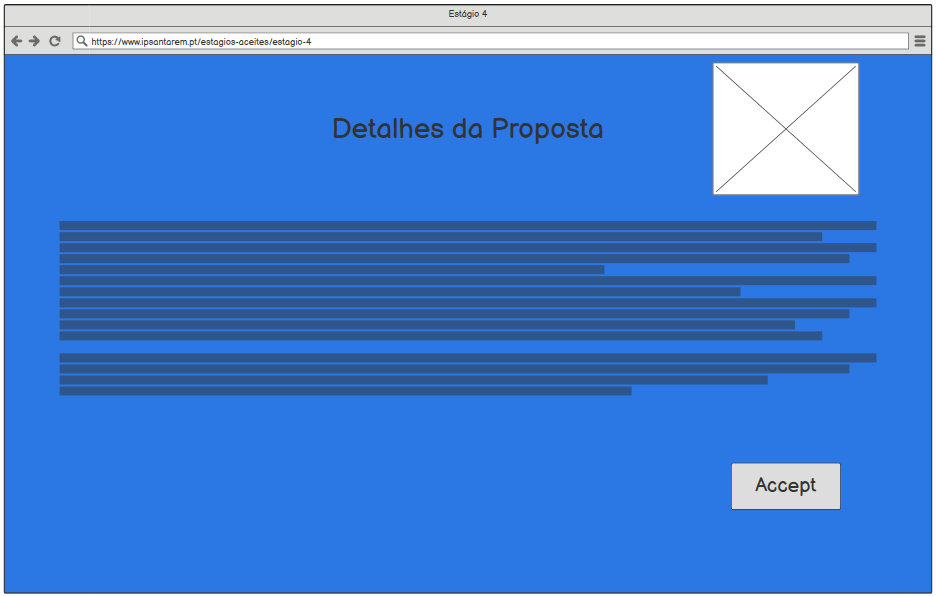 Estágio 4
https://www.ipsantarem.pt/estagios-aceites/estagio-4
Detalhes da Proposta
Accept